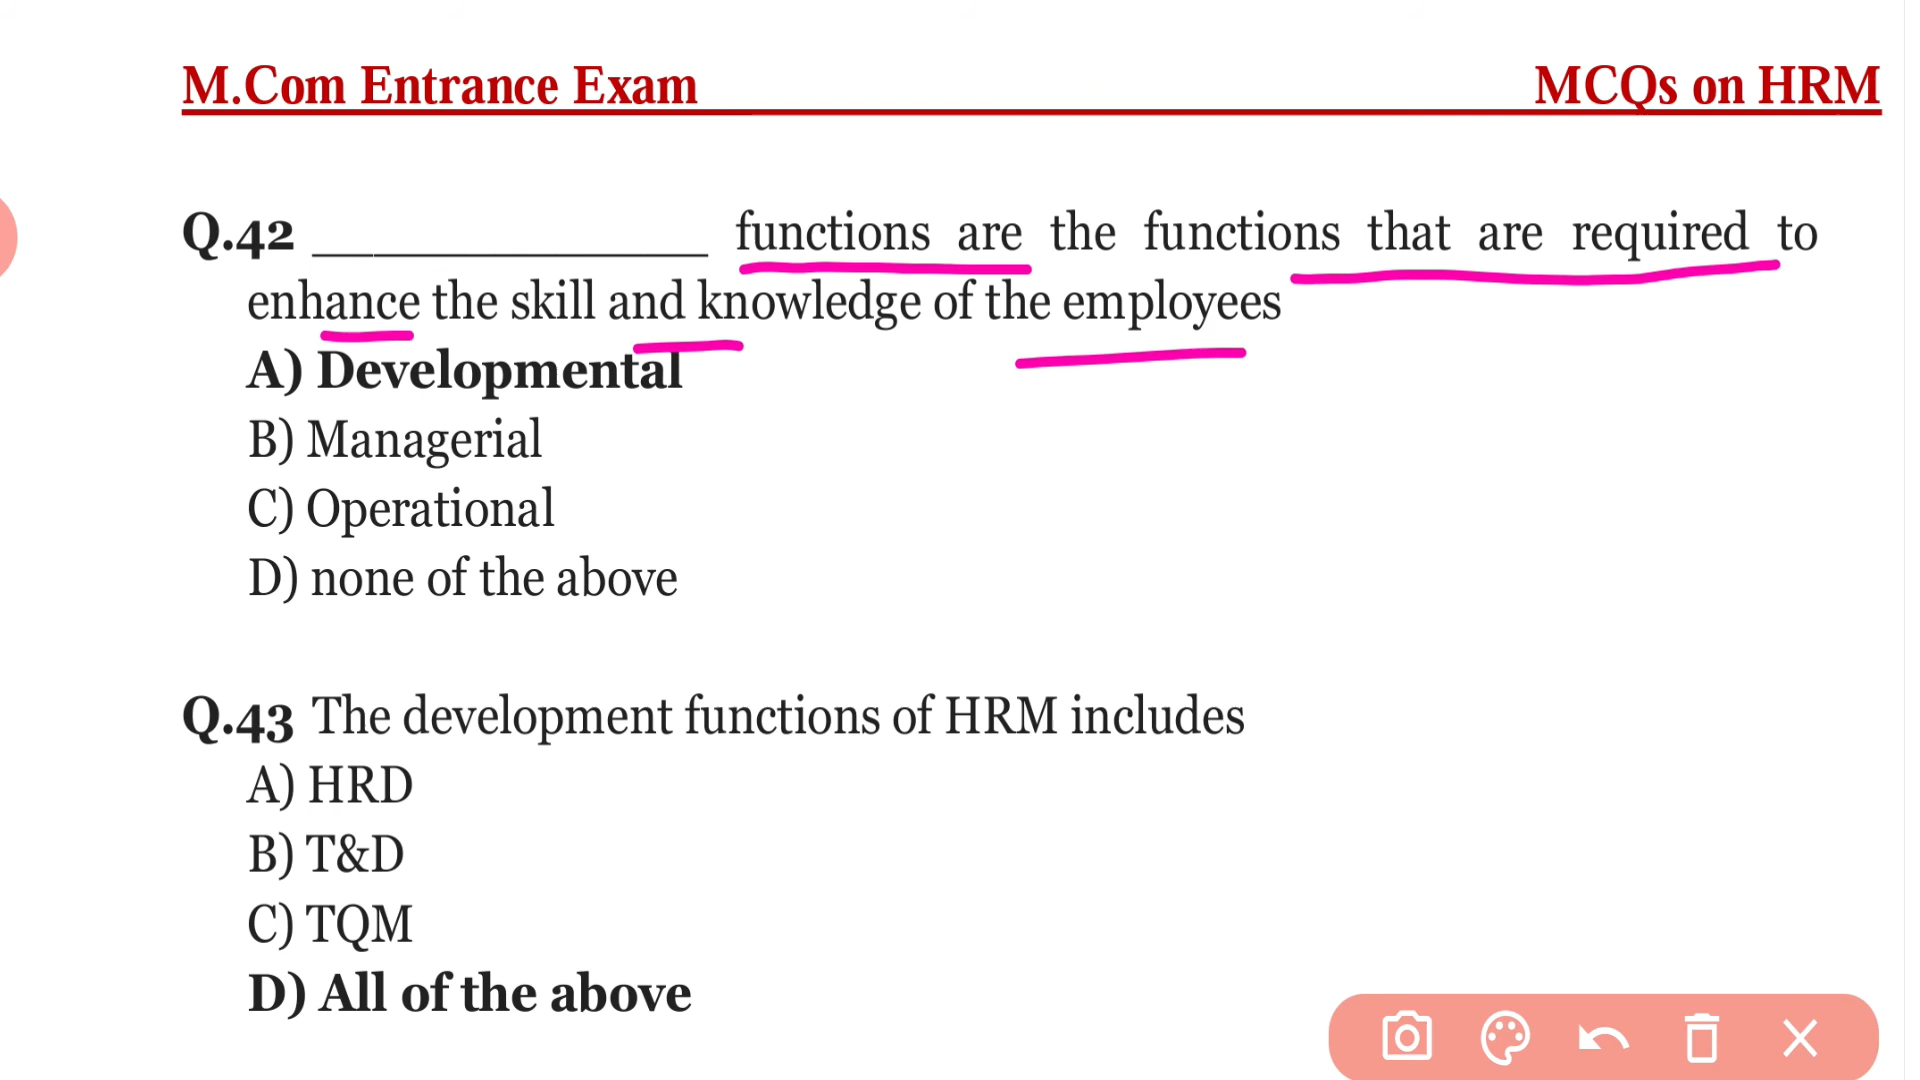 M.Com Entrance Exam MCQs on HRM
Q.42 ______________ functions are the functions that are required to
enhance the skill and knowledge of the employees
A) Developmental
B) Managerial
C) Operational
D) none of the above
Q.43 The development functions of HRM includes
A) HRD
B) T&D
C) TQM
D) All of the above